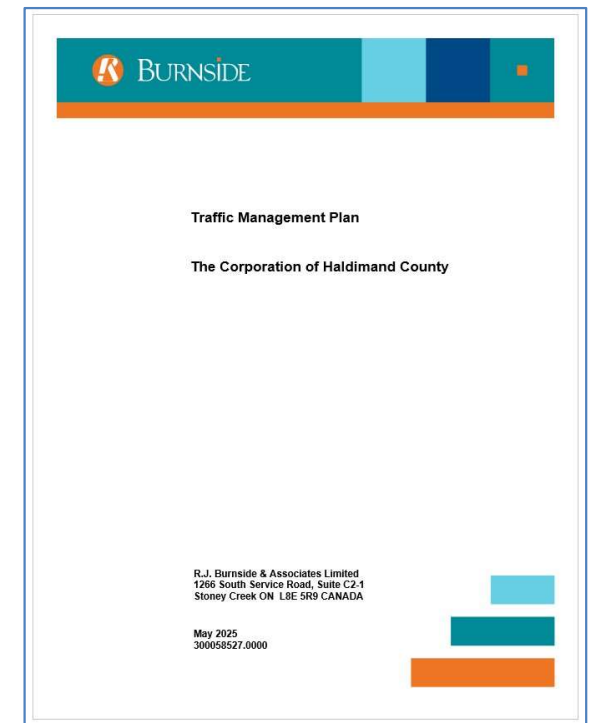 BURNSIDE
Traffic Management Plan
The Corporation of Haldimand County
R.J. Burnside & Associates Limited
1266 South Service Road, Suite C2-1
Stoney Creek ON L8E 5R9 CANADA
May 2025
300058527.0000